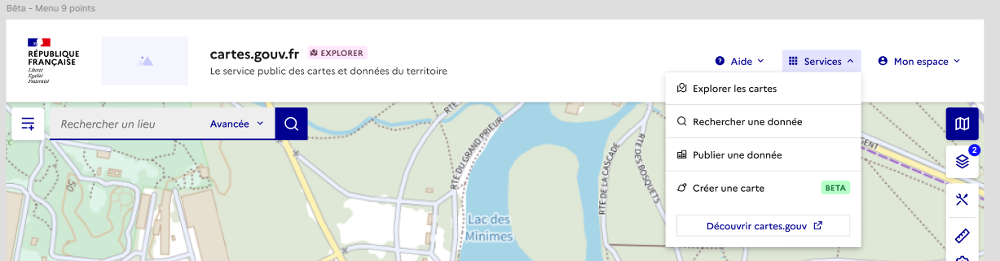 Bêta - Menu 9 points
RÉPUBLIQUE
FRANÇAISE
Liberté
Égalité
Fraternité
cartes.gouv.fr
EXPLORER
Le service public des cartes et données du territoire
Aide
Services
Mon espace
Explorer les cartes
Rechercher une donnée
Publier une donnée
Créer une carte
BETA
Découvrir cartes.gouv
Rechercher un lieu
Avancée
2
RTE
RTE DU GRAND PRIEUR
RTE DE LA CASCADE
RTE DES BOSQUETS
50
Lac des
Minimes